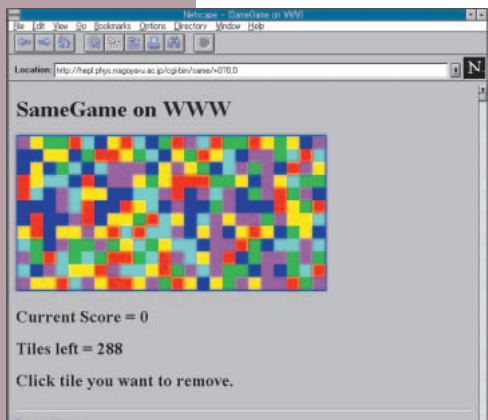 Netscape - [SameGame on WWW]
File Edit View Go Bookmarks Options Directory Window Help
Location: http://hepl.phys.nagoya-u.ac.jp/cgi-bin/same/+070,0
N
SameGame on WWW
Current Score = 0
Tiles left = 288
Click tile you want to remove.